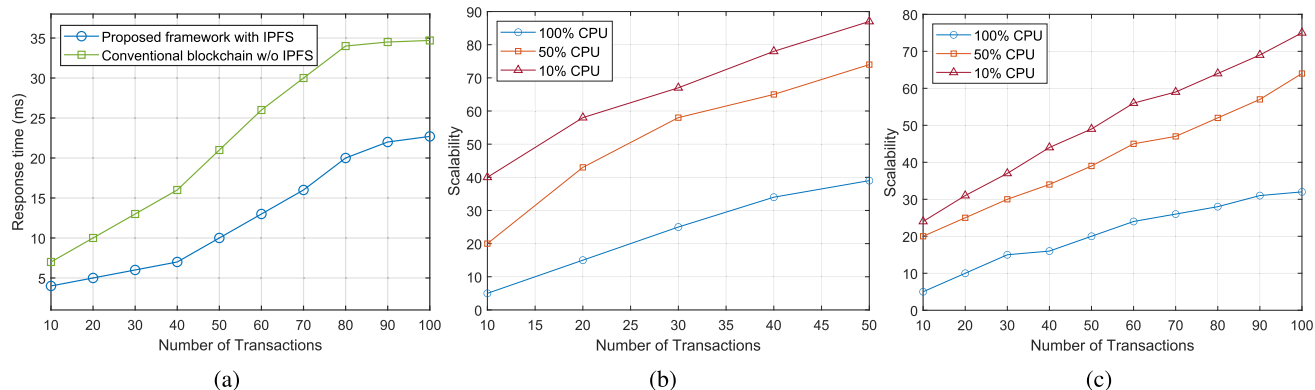 Proposed framework with IPFS
Conventional blockchain w/o IPFS
35
30
25
20
15
10
5
Response time (ms)
10 20 30 40 50 60 70 80 90 100
Number of Transactions
(a)
100% CPU
50% CPU
10% CPU
90
80
70
60
50
40
30
20
10
0
Scalability
10 15 20 25 30 35 40 45 50
Number of Transactions
(b)
100% CPU
50% CPU
10% CPU
80
70
60
50
40
30
20
10
0
Scalability
10 20 30 40 50 60 70 80 90 100
Number of Transactions
(c)